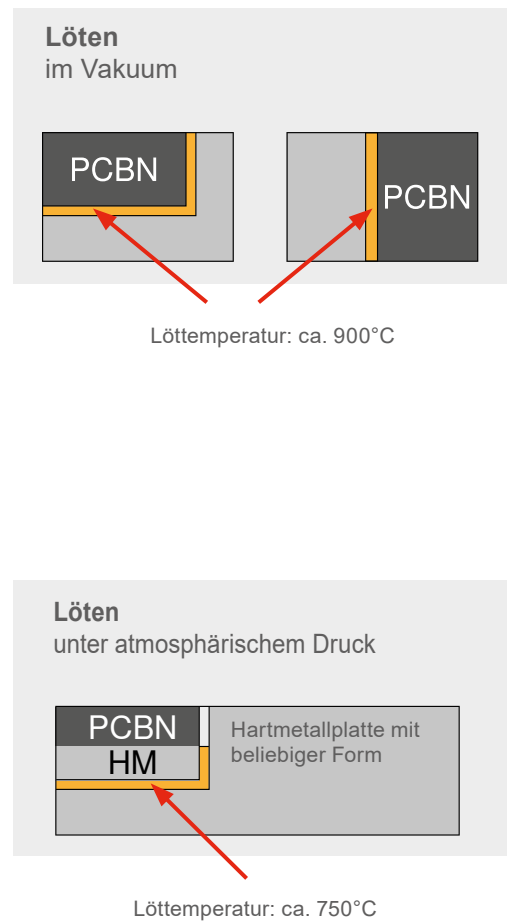 Löten
im Vakuum
PCBN
PCBN
Löttemperatur: ca. 900°C
Löten
unter atmosphärischem Druck
PCBN
HM
Hartmetallplatte mit
beliebiger Form
Löttemperatur: ca. 750°C